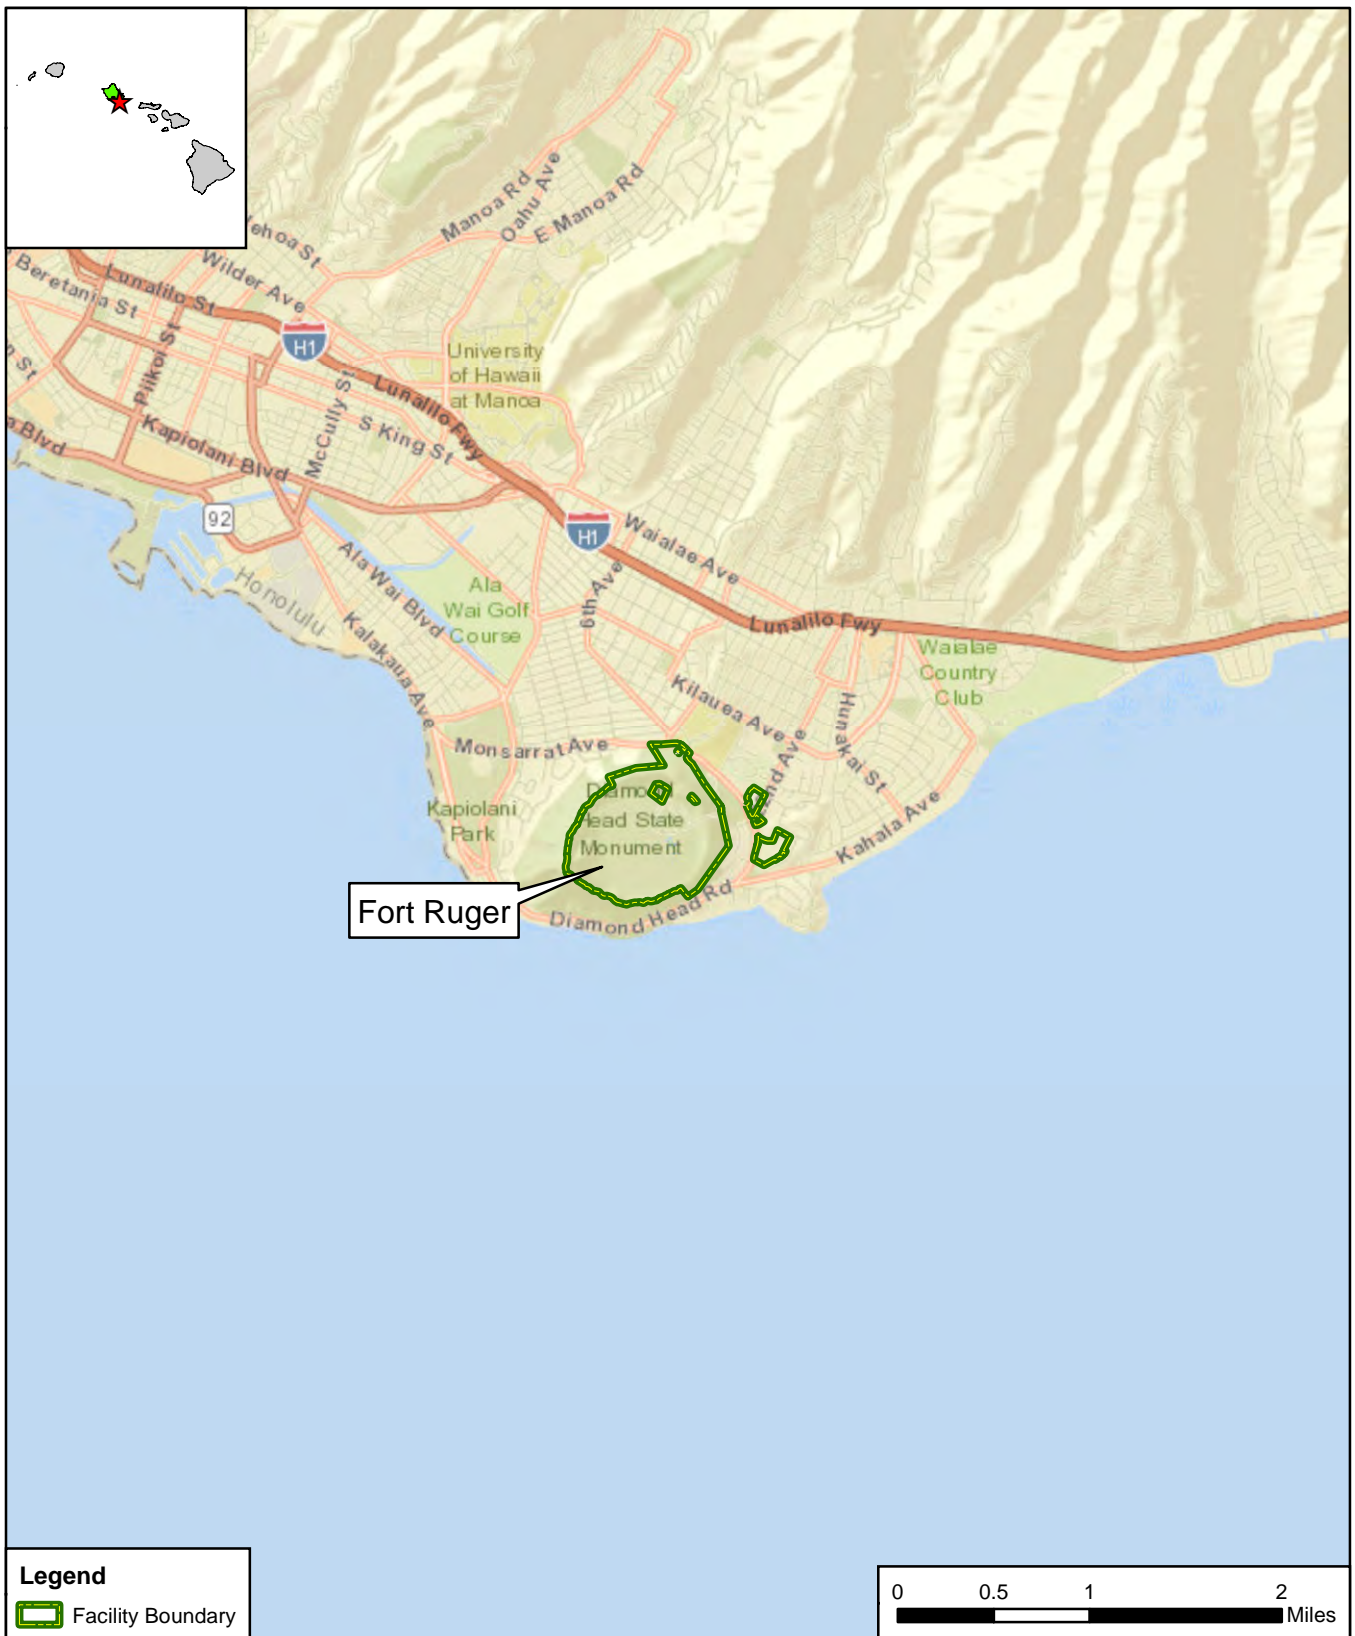 Manoa Rd
Oahu Ave
E Manoa Rd
Wilder Ave
Lunalilo St
Beretania St
Piikoi St
H1
University
of Hawaii
at Manoa
McCully St
Lunalilo Fwy
S King St
Kapiolani Blvd
Blvd
St
92
H1
Waialae Ave
Honolulu
Ala Wai Blvd
Ala
Wai Golf
Course
6th Ave
Kalakaua Ave
Lunalilo Fwy
Waialae
Country
Club
Kilauea Ave
Hunakai St
Monsarrat Ave
Kapiolani
Park
Diamond
Head State
Monument
Kahala Ave
Fort Ruger
Diamond Head Rd
Legend
Facility Boundary
0 0.5 1 2
Miles